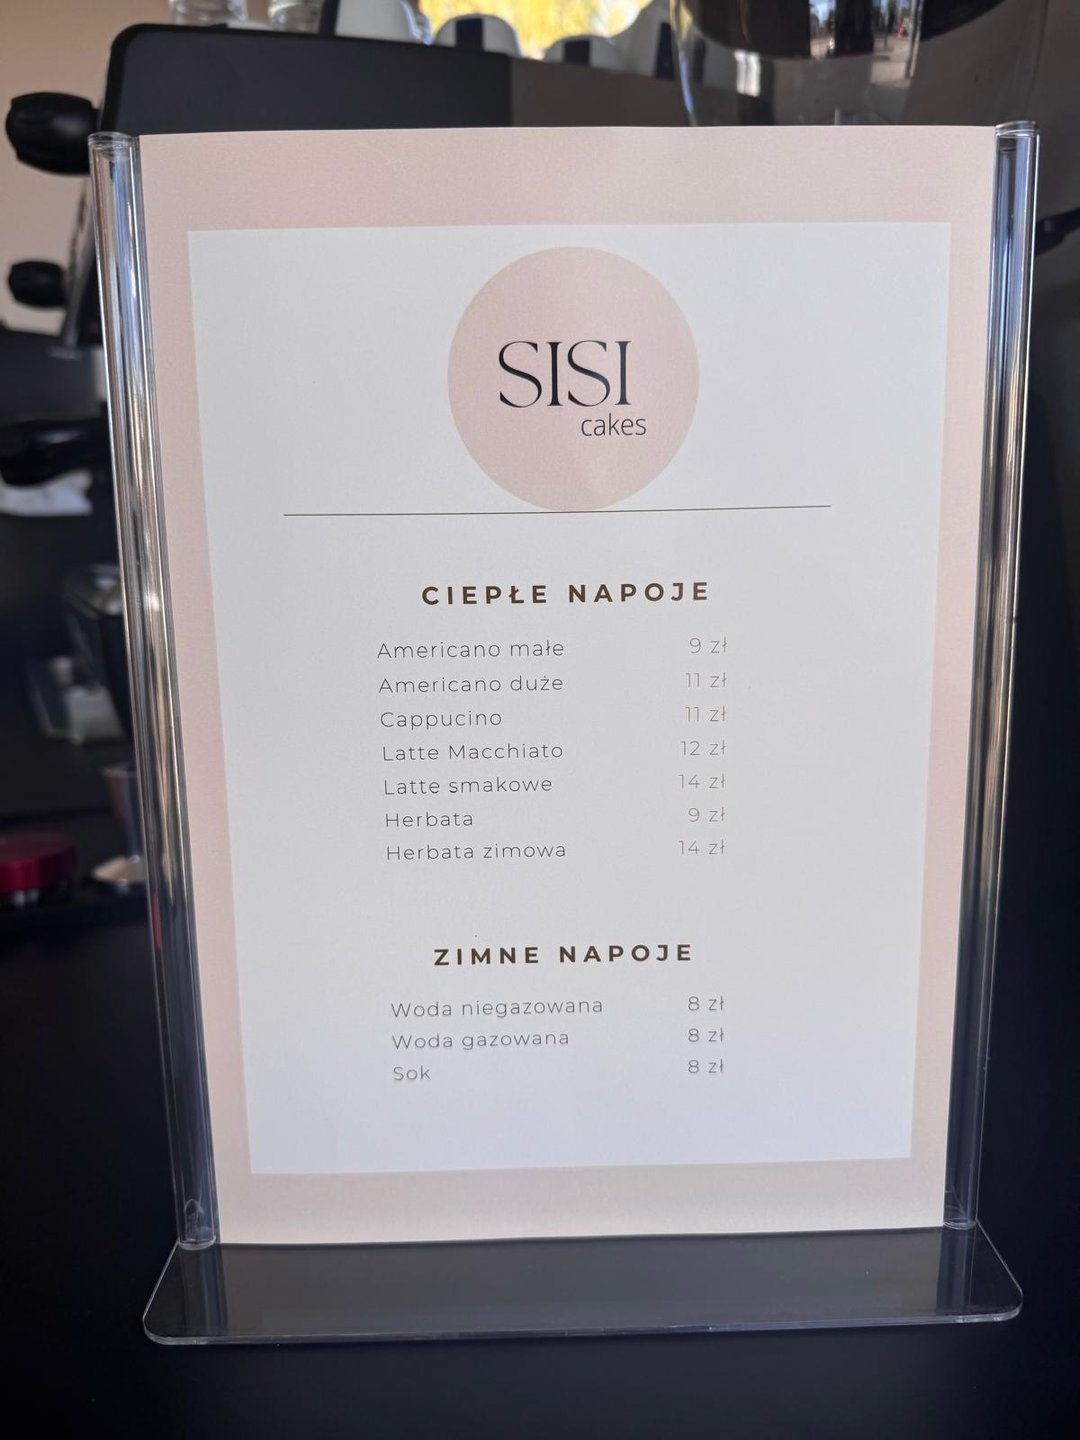 SISI
cakes
CIEPŁE NAPOJE
Americano małe 9 zł
Americano duże 11 zł
Cappucino 11 zł
Latte Macchiato 12 zł
Latte smakowe 14 zł
Herbata 9 zł
Herbata zimowa 14 zł
ZIMNE NAPOJE
Woda niegazowana 8 zł
Woda gazowana 8 zł
Sok 8 zł